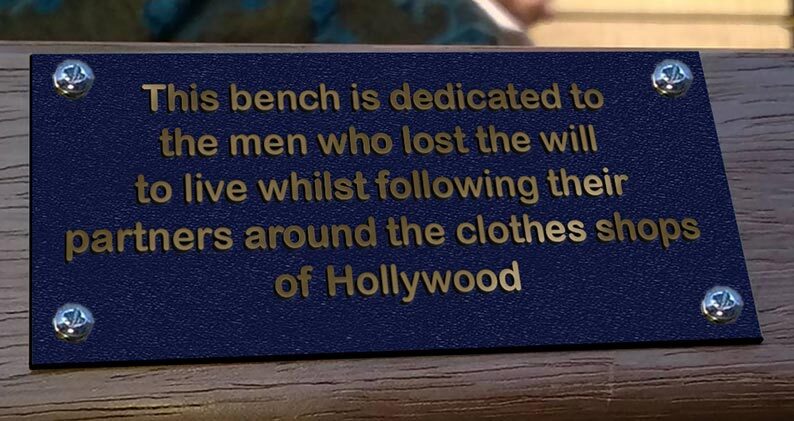 This bench is dedicated to
the men who lost the will
to live whilst following their
partners around the clothes shops
of Hollywood